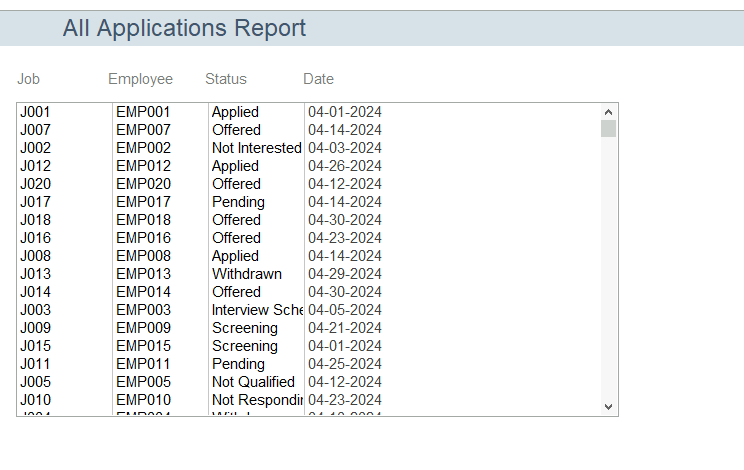 All Applications Report
Job Employee Status Date
J001 EMP001 Applied 04-01-2024
J007 EMP007 Offered 04-14-2024
J002 EMP002 Not Interested 04-03-2024
J012 EMP012 Applied 04-26-2024
J020 EMP020 Offered 04-12-2024
J017 EMP017 Pending 04-14-2024
J018 EMP018 Offered 04-30-2024
J016 EMP016 Offered 04-23-2024
J008 EMP008 Applied 04-14-2024
J013 EMP013 Withdrawn 04-29-2024
J014 EMP014 Offered 04-30-2024
J003 EMP003 Interview Sche 04-05-2024
J009 EMP009 Screening 04-21-2024
J015 EMP015 Screening 04-01-2024
J011 EMP011 Pending 04-25-2024
J005 EMP005 Not Qualified 04-12-2024
J010 EMP010 Not Respondin 04-23-2024